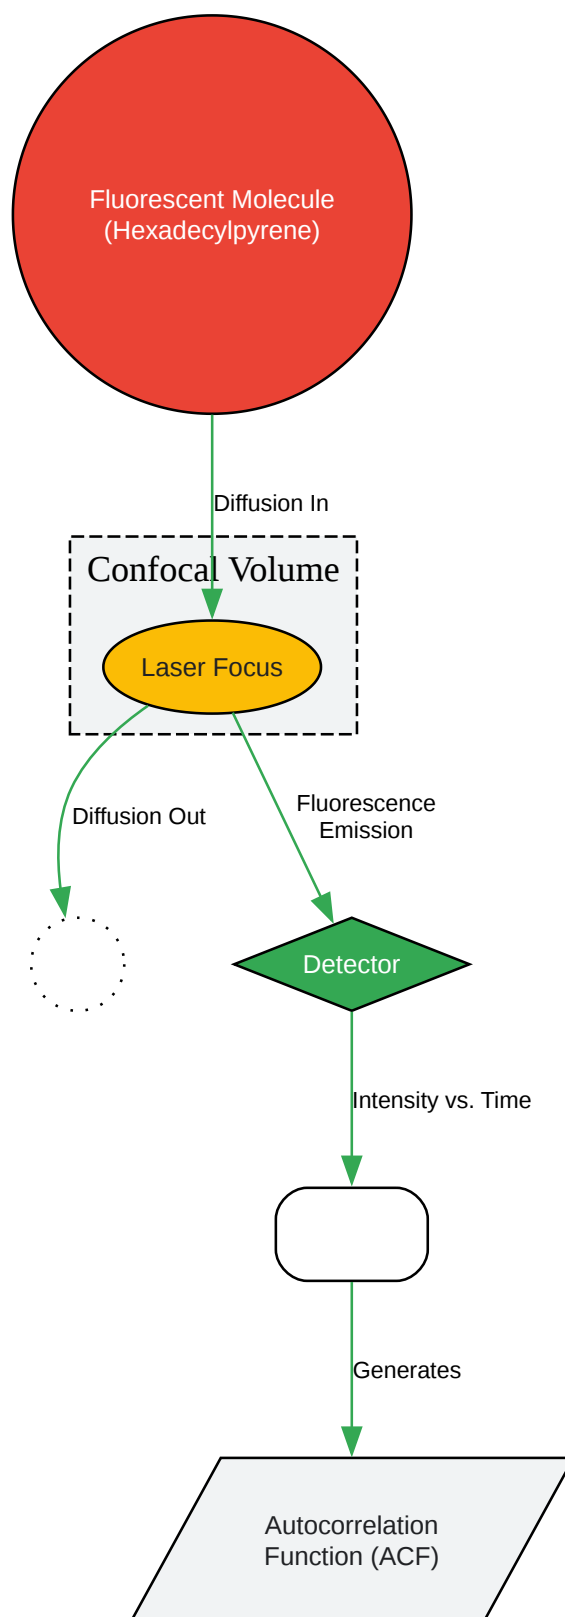 Fluorescent Molecule
(Hexadecylpyrene)
Diffusion In
Confocal Volume
Laser Focus
Diffusion Out
Fluorescence
Emission
Detector
Intensity vs. Time
Generates
Autocorrelation
Function (ACF)